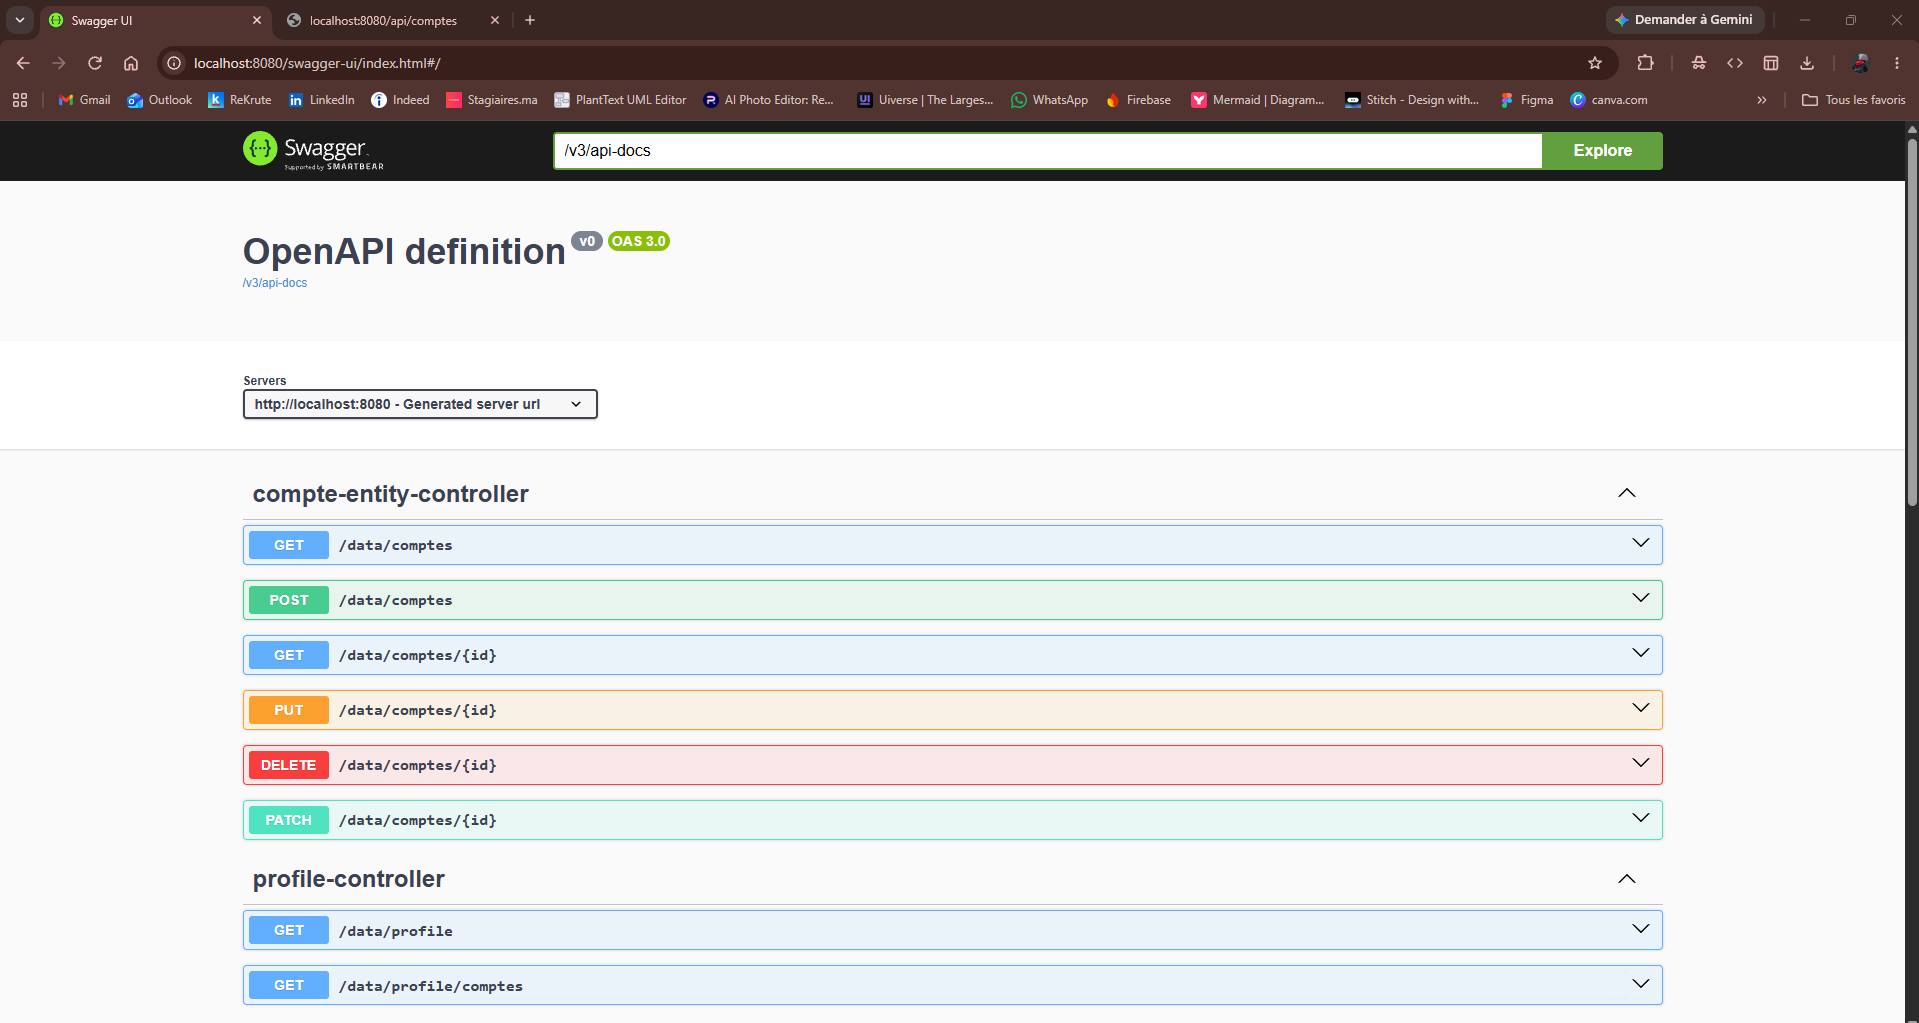 Swagger UI
localhost:8080/api/comptes
Demander à Gemini
localhost:8080/swagger-ui/index.html#/
Gmail
Outlook
ReKrute
LinkedIn
Indeed
Stagiaires.ma
PlantText UML Editor
AI Photo Editor: Re...
Uiverse | The Larges...
WhatsApp
Firebase
Mermaid | Diagram...
Stitch - Design with...
Figma
canva.com
Tous les favoris
Swagger
Supported by SMARTBEAR
/v3/api-docs
Explore
OpenAPI definition v0 OAS 3.0
/v3/api-docs
Servers
http://localhost:8080 - Generated server url
compte-entity-controller
GET /data/comptes
POST /data/comptes
GET /data/comptes/{id}
PUT /data/comptes/{id}
DELETE /data/comptes/{id}
PATCH /data/comptes/{id}
profile-controller
GET /data/profile
GET /data/profile/comptes